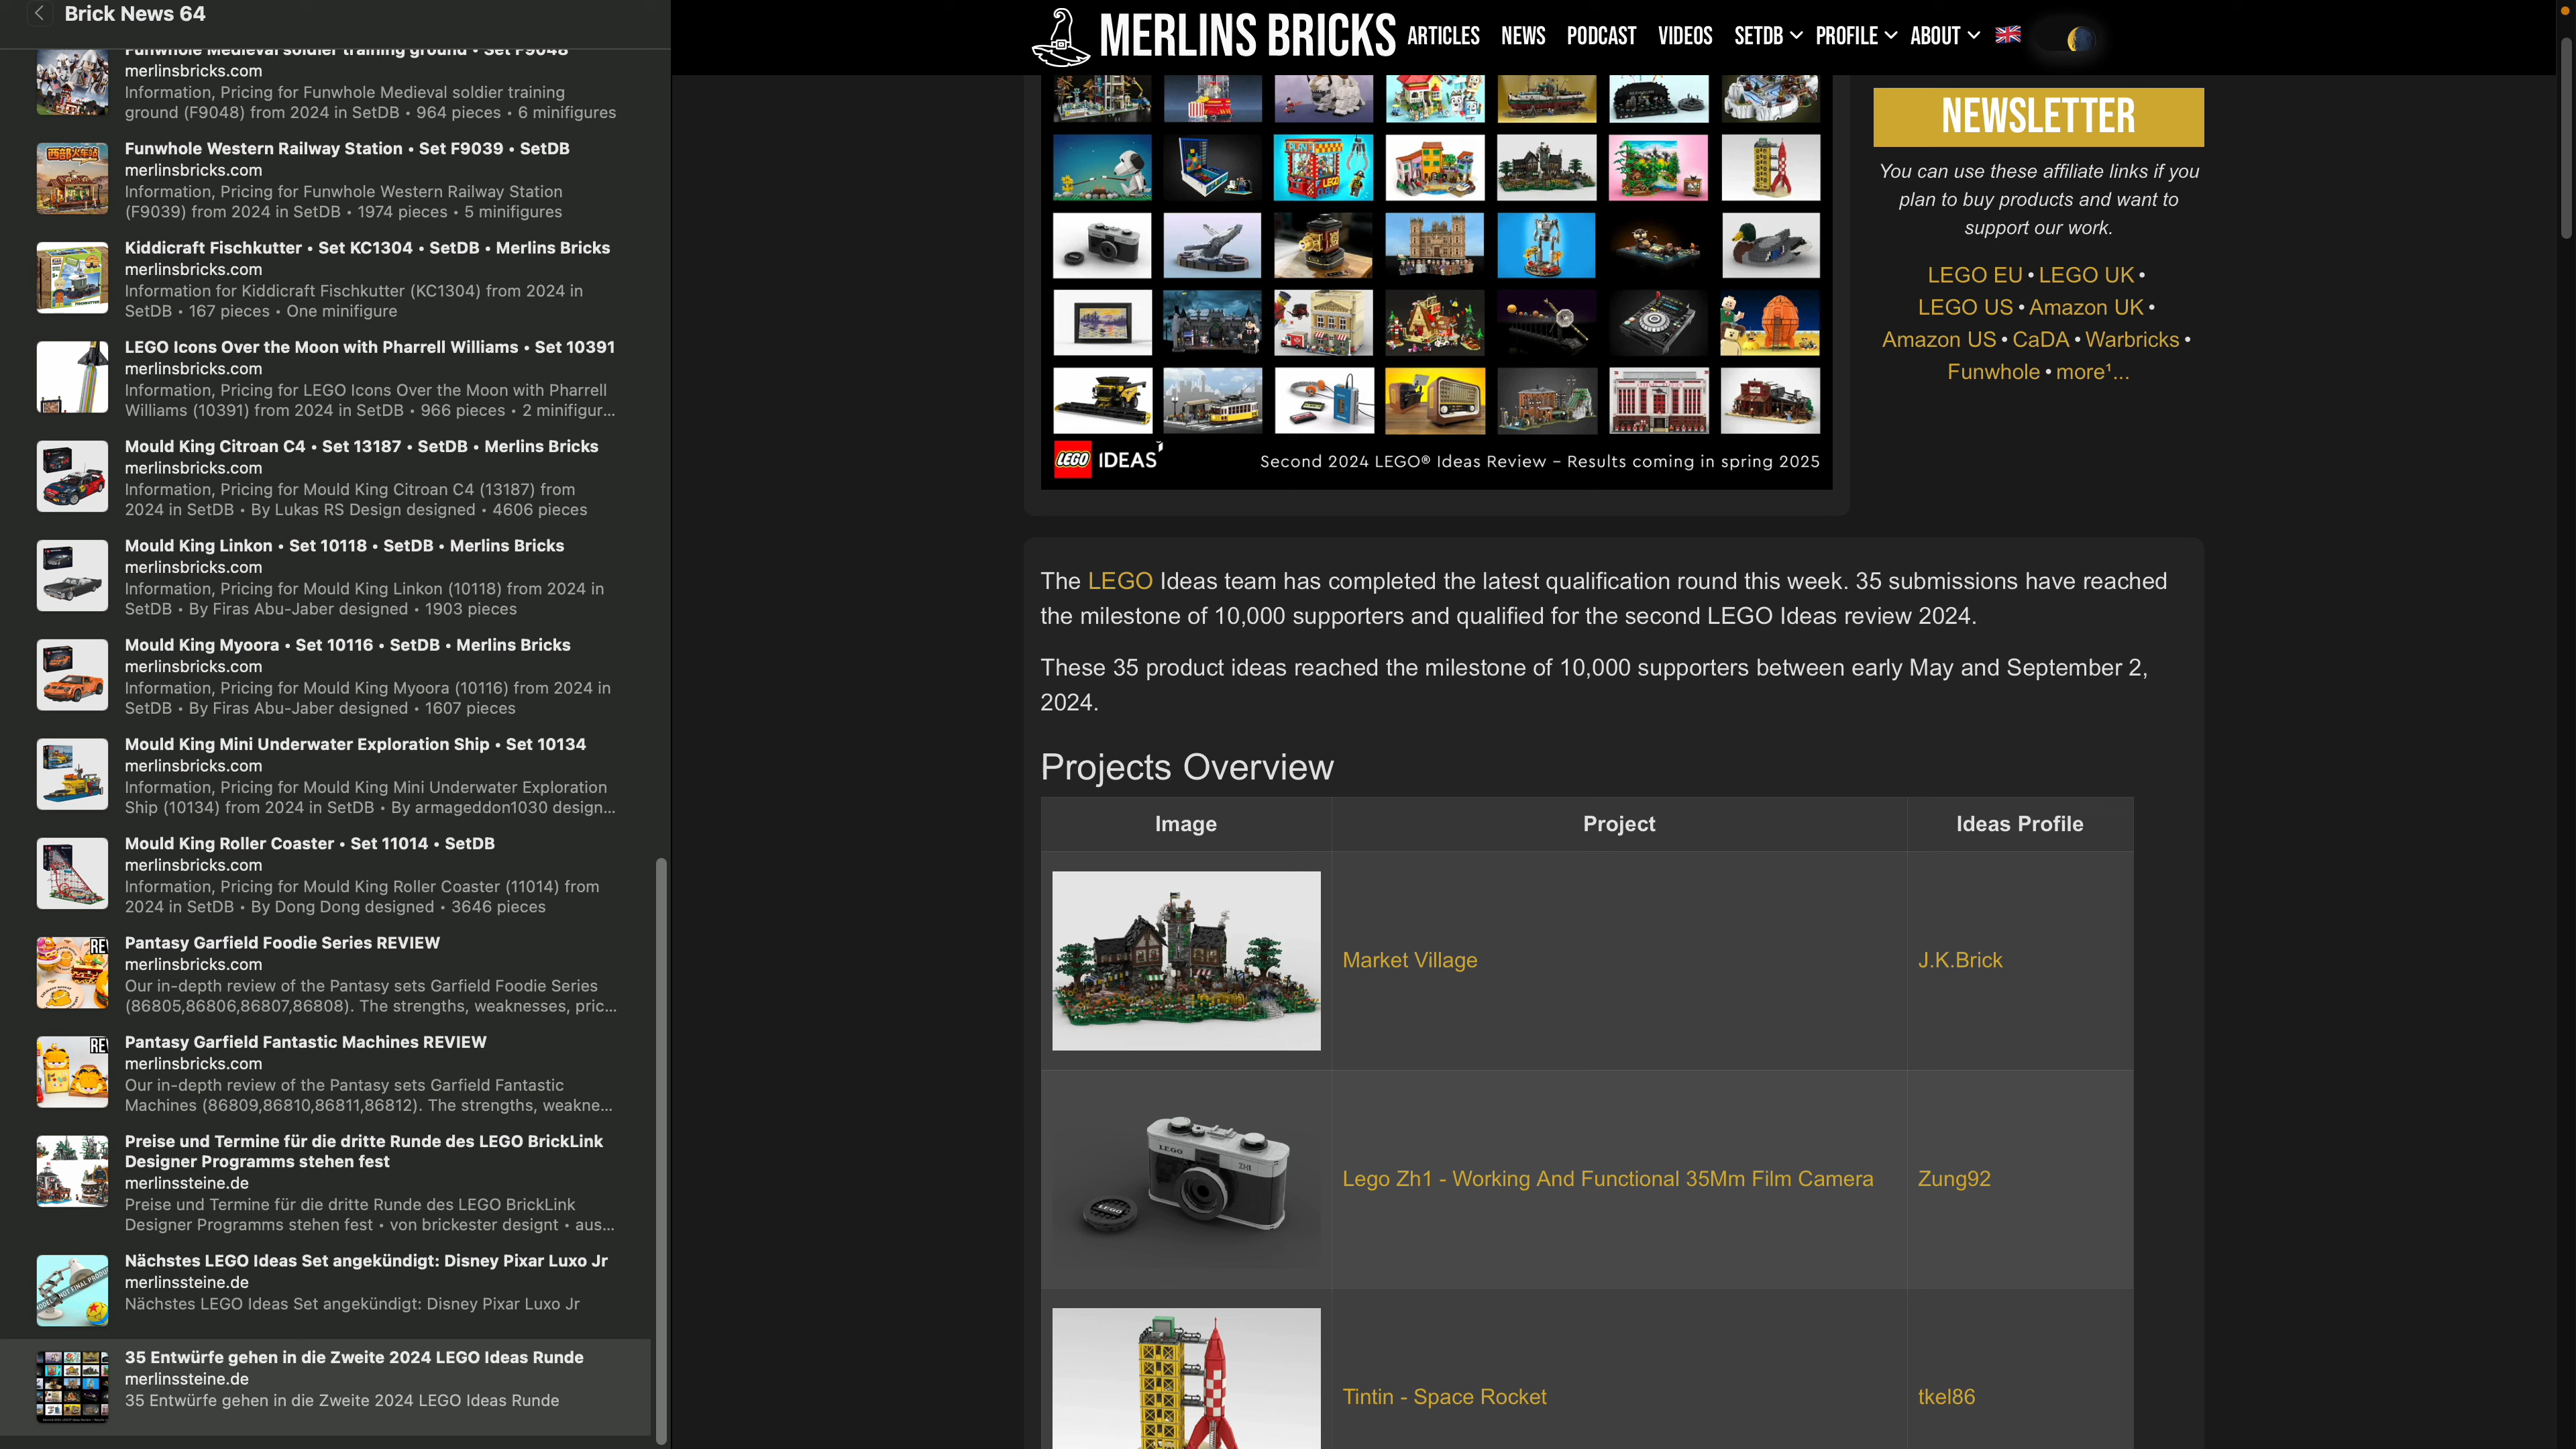 Brick News 64
Funwhole Medieval soldier training ground • Set F9048
merlinsbricks.com
Information, Pricing for Funwhole Medieval soldier training
ground (F9048) from 2024 in SetDB • 964 pieces • 6 minifigures
Funwhole Western Railway Station • Set F9039 • SetDB
merlinsbricks.com
Information, Pricing for Funwhole Western Railway Station
(F9039) from 2024 in SetDB • 1974 pieces • 5 minifigures
Kiddicraft Fischkutter • Set KC1304 • SetDB • Merlins Bricks
merlinsbricks.com
Information for Kiddicraft Fischkutter (KC1304) from 2024 in
SetDB • 167 pieces • One minifigure
LEGO Icons Over the Moon with Pharrell Williams • Set 10391
merlinsbricks.com
Information, Pricing for LEGO Icons Over the Moon with Pharrell
Williams (10391) from 2024 in SetDB • 966 pieces • 2 minifigur...
Mould King Citroan C4 • Set 13187 • SetDB • Merlins Bricks
merlinsbricks.com
Information, Pricing for Mould King Citroan C4 (13187) from
2024 in SetDB • By Lukas RS Design designed • 4606 pieces
Mould King Linkon • Set 10118 • SetDB • Merlins Bricks
merlinsbricks.com
Information, Pricing for Mould King Linkon (10118) from 2024 in
SetDB • By Firas Abu-Jaber designed • 1903 pieces
Mould King Myoora • Set 10116 • SetDB • Merlins Bricks
merlinsbricks.com
Information, Pricing for Mould King Myoora (10116) from 2024 in
SetDB • By Firas Abu-Jaber designed • 1607 pieces
Mould King Mini Underwater Exploration Ship • Set 10134
merlinsbricks.com
Information, Pricing for Mould King Mini Underwater Exploration
Ship (10134) from 2024 in SetDB • By armageddon1030 design...
Mould King Roller Coaster • Set 11014 • SetDB
merlinsbricks.com
Information, Pricing for Mould King Roller Coaster (11014) from
2024 in SetDB • By Dong Dong designed • 3646 pieces
Pantasy Garfield Foodie Series REVIEW
merlinsbricks.com
Our in-depth review of the Pantasy sets Garfield Foodie Series
(86805,86806,86807,86808). The strengths, weaknesses, pric...
Pantasy Garfield Fantastic Machines REVIEW
merlinsbricks.com
Our in-depth review of the Pantasy sets Garfield Fantastic
Machines (86809,86810,86811,86812). The strengths, weakne...
Preise und Termine für die dritte Runde des LEGO BrickLink
Designer Programms stehen fest
merlinssteine.de
Preise und Termine für die dritte Runde des LEGO BrickLink
Designer Programms stehen fest • von brickester designt • aus...
Nächstes LEGO Ideas Set angekündigt: Disney Pixar Luxo Jr
merlinssteine.de
Nächstes LEGO Ideas Set angekündigt: Disney Pixar Luxo Jr
35 Entwürfe gehen in die Zweite 2024 LEGO Ideas Runde
merlinssteine.de
35 Entwürfe gehen in die Zweite 2024 LEGO Ideas Runde
MERLINS BRICKS ARTICLES NEWS PODCAST VIDEOS SETDB PROFILE ABOUT
LEGO IDEAS Second 2024 LEGO® Ideas Review – Results coming in spring 2025
NEWSLETTER
You can use these affiliate links if you
plan to buy products and want to
support our work.
LEGO EU • LEGO UK •
LEGO US • Amazon UK •
Amazon US • CaDA • Warbricks •
Funwhole • more¹...
The LEGO Ideas team has completed the latest qualification round this week. 35 submissions have reached
the milestone of 10,000 supporters and qualified for the second LEGO Ideas review 2024.
These 35 product ideas reached the milestone of 10,000 supporters between early May and September 2,
2024.
Projects Overview
Image Project Ideas Profile
Market Village J.K.Brick
Lego Zh1 - Working And Functional 35Mm Film Camera Zung92
Tintin - Space Rocket tkel86